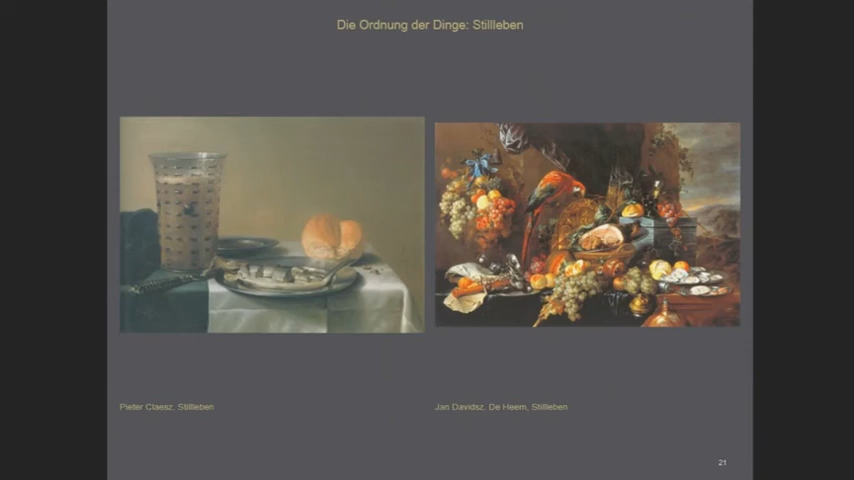 Die Ordnung der Dinge: Stillleben
Pieter Claesz. Stillleben
Jan Davidsz. De Heem, Stillleben
21